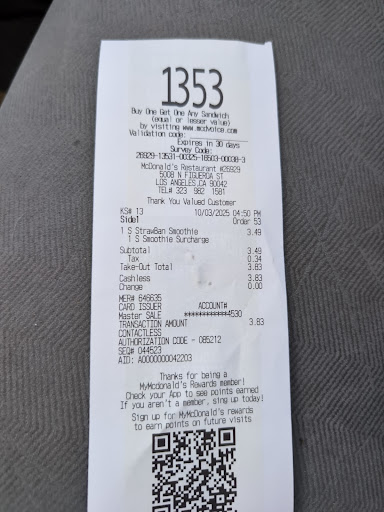 1353
Buy One Get One Any Sandwich
(equal or lesser value)
by visiting www.mcdvoice.com
Validation code:
Expires in 30 days
Survey Code:
26929-13531-00329-16503-00038-3
McDonald's Restaurant #26929
5008 N FIGUEROA ST
LOS ANGELES,CA 90042
TEL# 323 982 1581
Thank You Valued Customer
KS# 13 10/03/2025 04:50 PM
Side1 Order 53
1 S StrawBan Smoothie 3.49
1 S Smoothie Surcharge
Subtotal 3.49
Tax 0.34
Take-Out Total 3.83
Cashless 3.83
Change 0.00
MER# 646635
CARD ISSUER ACCOUNT#
Master SALE ************4530
TRANSACTION AMOUNT 3.83
CONTACTLESS
AUTHORIZATION CODE - 085212
SEQ# 044523
AID: A0000000042203
Thanks for being a
MyMcdonald's Rewards member!
Check your App to see points earned
If you aren't a member, sing up today!
Sign up for MyMcDonald's rewards
to earn points on future visits